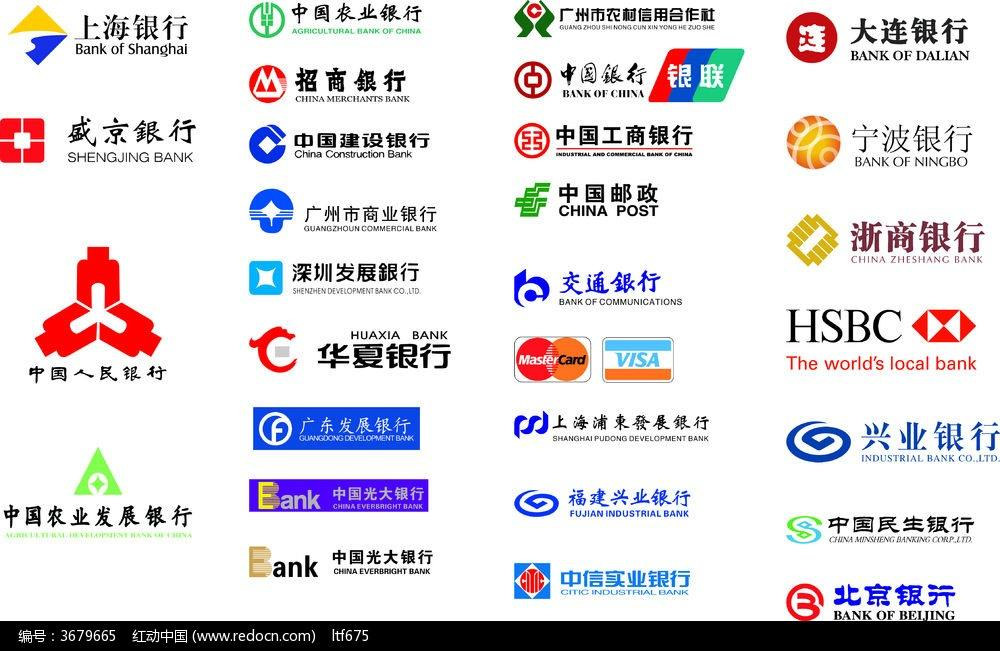 上海银行
Bank of Shanghai
盛京銀行
SHENGJING BANK
中国人民银行
中国农业发展银行
AGRICULTURAL DEVELOPMENT BANK OF CHINA
中国农业银行
AGRICULTURAL BANK OF CHINA
招商银行
CHINA MERCHANTS BANK
中国建设银行
China Construction Bank
广州市商业银行
GUANGZHOUN COMMERCIAL BANK
深圳发展銀行
SHENZHEN DEVELOPMENT BANK CO.,LTD.
HUAXIA BANK
华夏银行
广东发展银行
GUANGDONG DEVELOPMENT BANK
Bank
中国光大银行
CHINA EVERBRIGHT BANK
Bank
中国光大银行
CHINA EVERBRIGHT BANK
广州市农村信用合作社
GUANG ZHOU SHI NONG CUN XIN YONG HE ZUO SHE
中国銀行
BANK OF CHINA
银联
中国工商银行
INDUSTRIAL AND COMMERCIAL BANK OF CHINA
中国邮政
CHINA POST
交通銀行
BANK OF COMMUNICATIONS
MasterCard
VISA
上海浦東發展銀行
SHANGHAI PUDONG DEVELOPMENT BANK
福建兴业银行
FUJIAN INDUSTRIAL BANK
CITIC
中信实业银行
CITIC INDUSTRIAL BANK
大连银行
BANK OF DALIAN
宁波银行
BANK OF NINGBO
浙商银行
CHINA ZHESHANG BANK
HSBC
The world's local bank
兴业银行
INDUSTRIAL BANK CO.,LTD.
中国民生银行
CHINA MINSHENG BANKING CORP.,LTD.
北京银行
BANK OF BEIJING
编号：3679665 红动中国 (www.redocn.com) ltf675